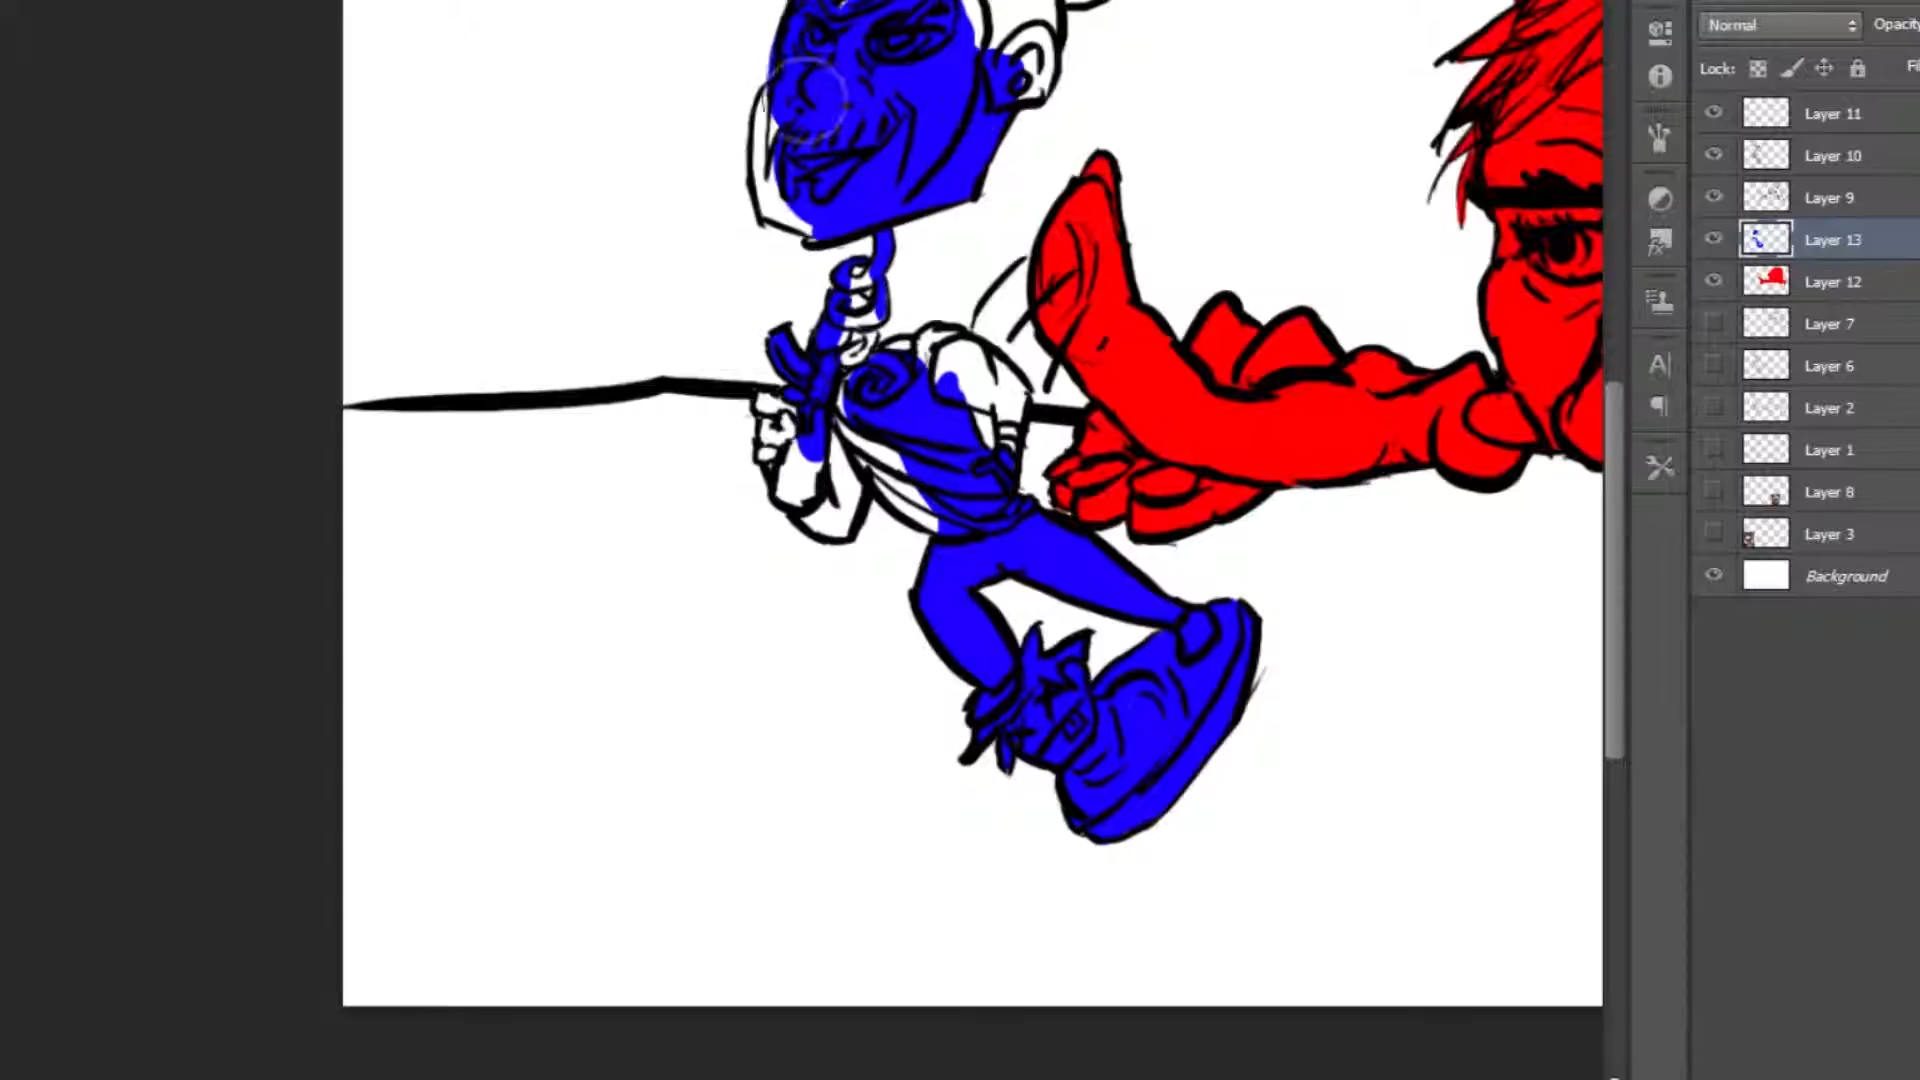 Normal
Opacity
Lock:
Layer 11
Layer 10
Layer 9
Layer 13
Layer 12
Layer 7
Layer 6
Layer 2
Layer 1
Layer 8
Layer 3
Background